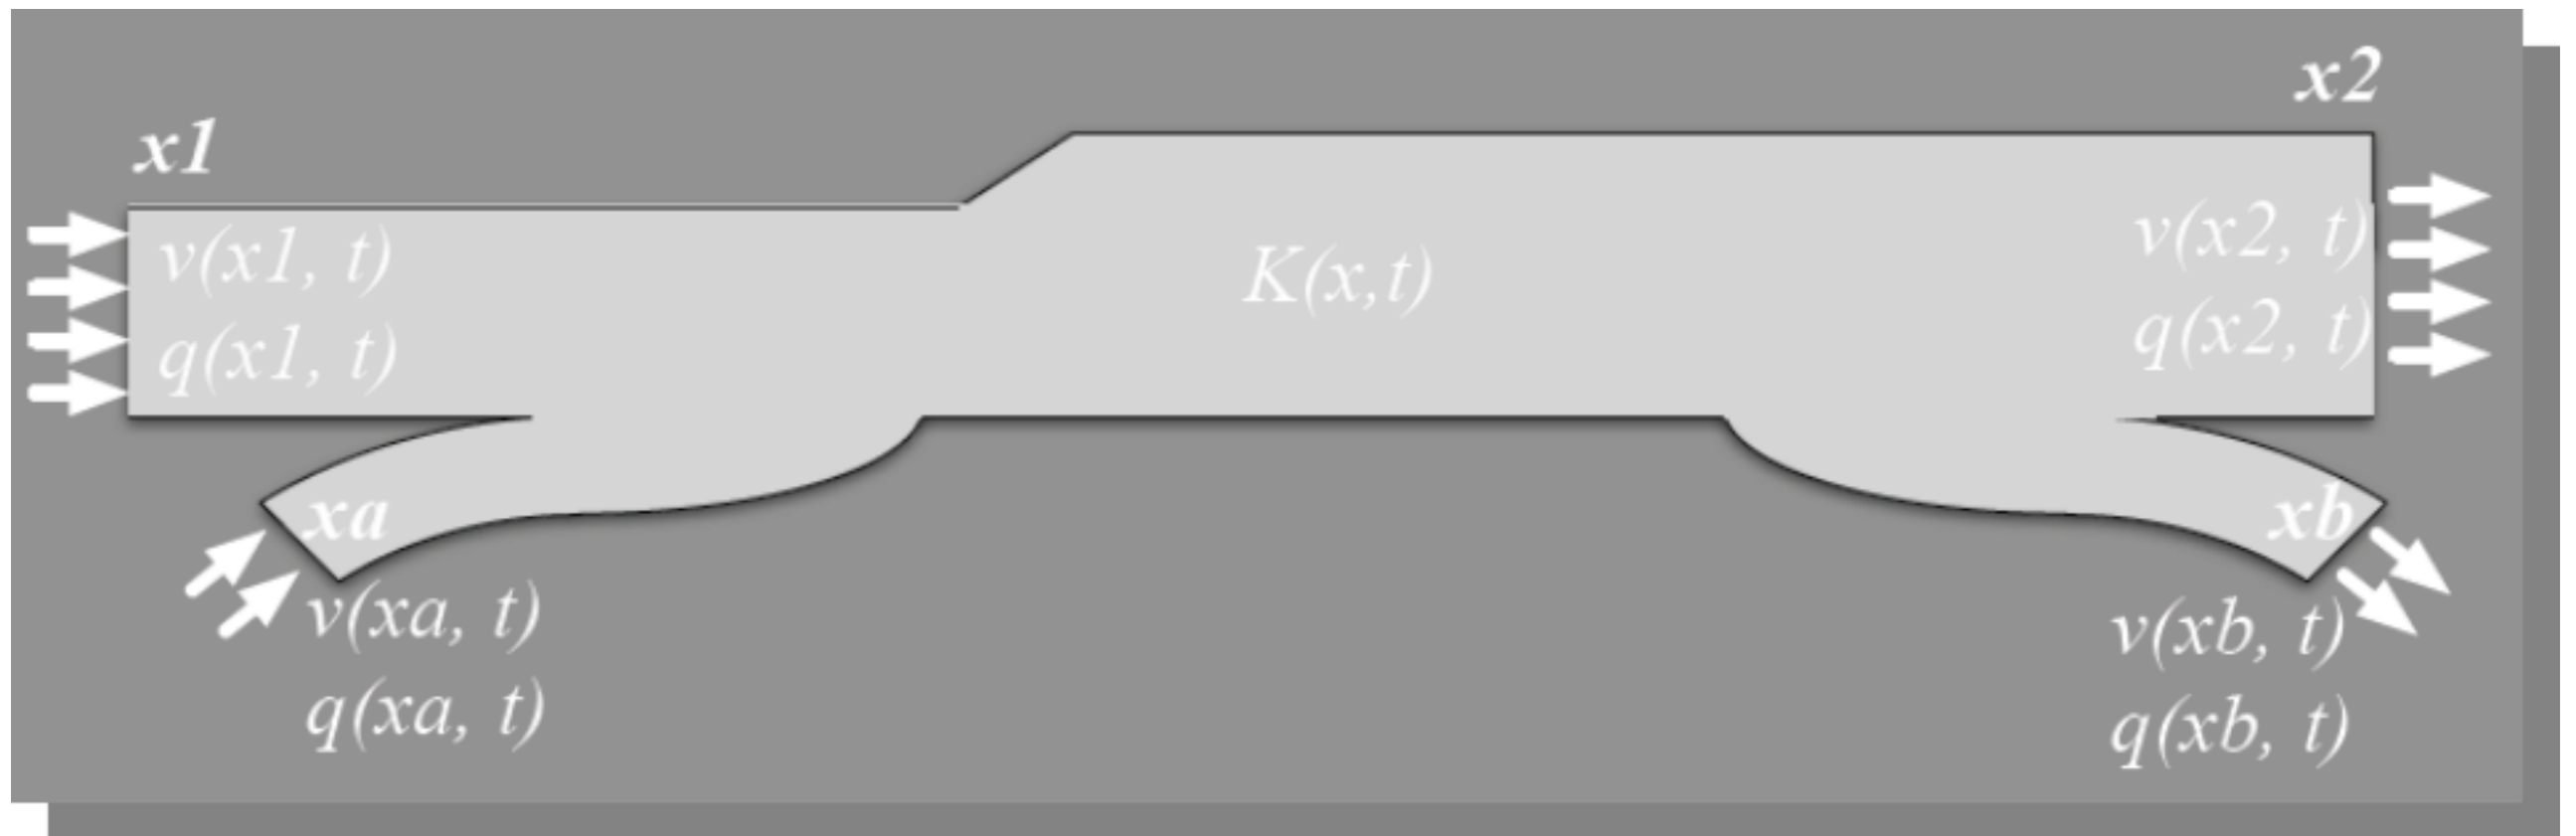 x2
x1
v(x1, t)
q(x1, t)
K(x,t)
v(x2, t)
q(x2, t)
xa
xb
v(xa, t)
q(xa, t)
v(xb, t)
q(xb, t)